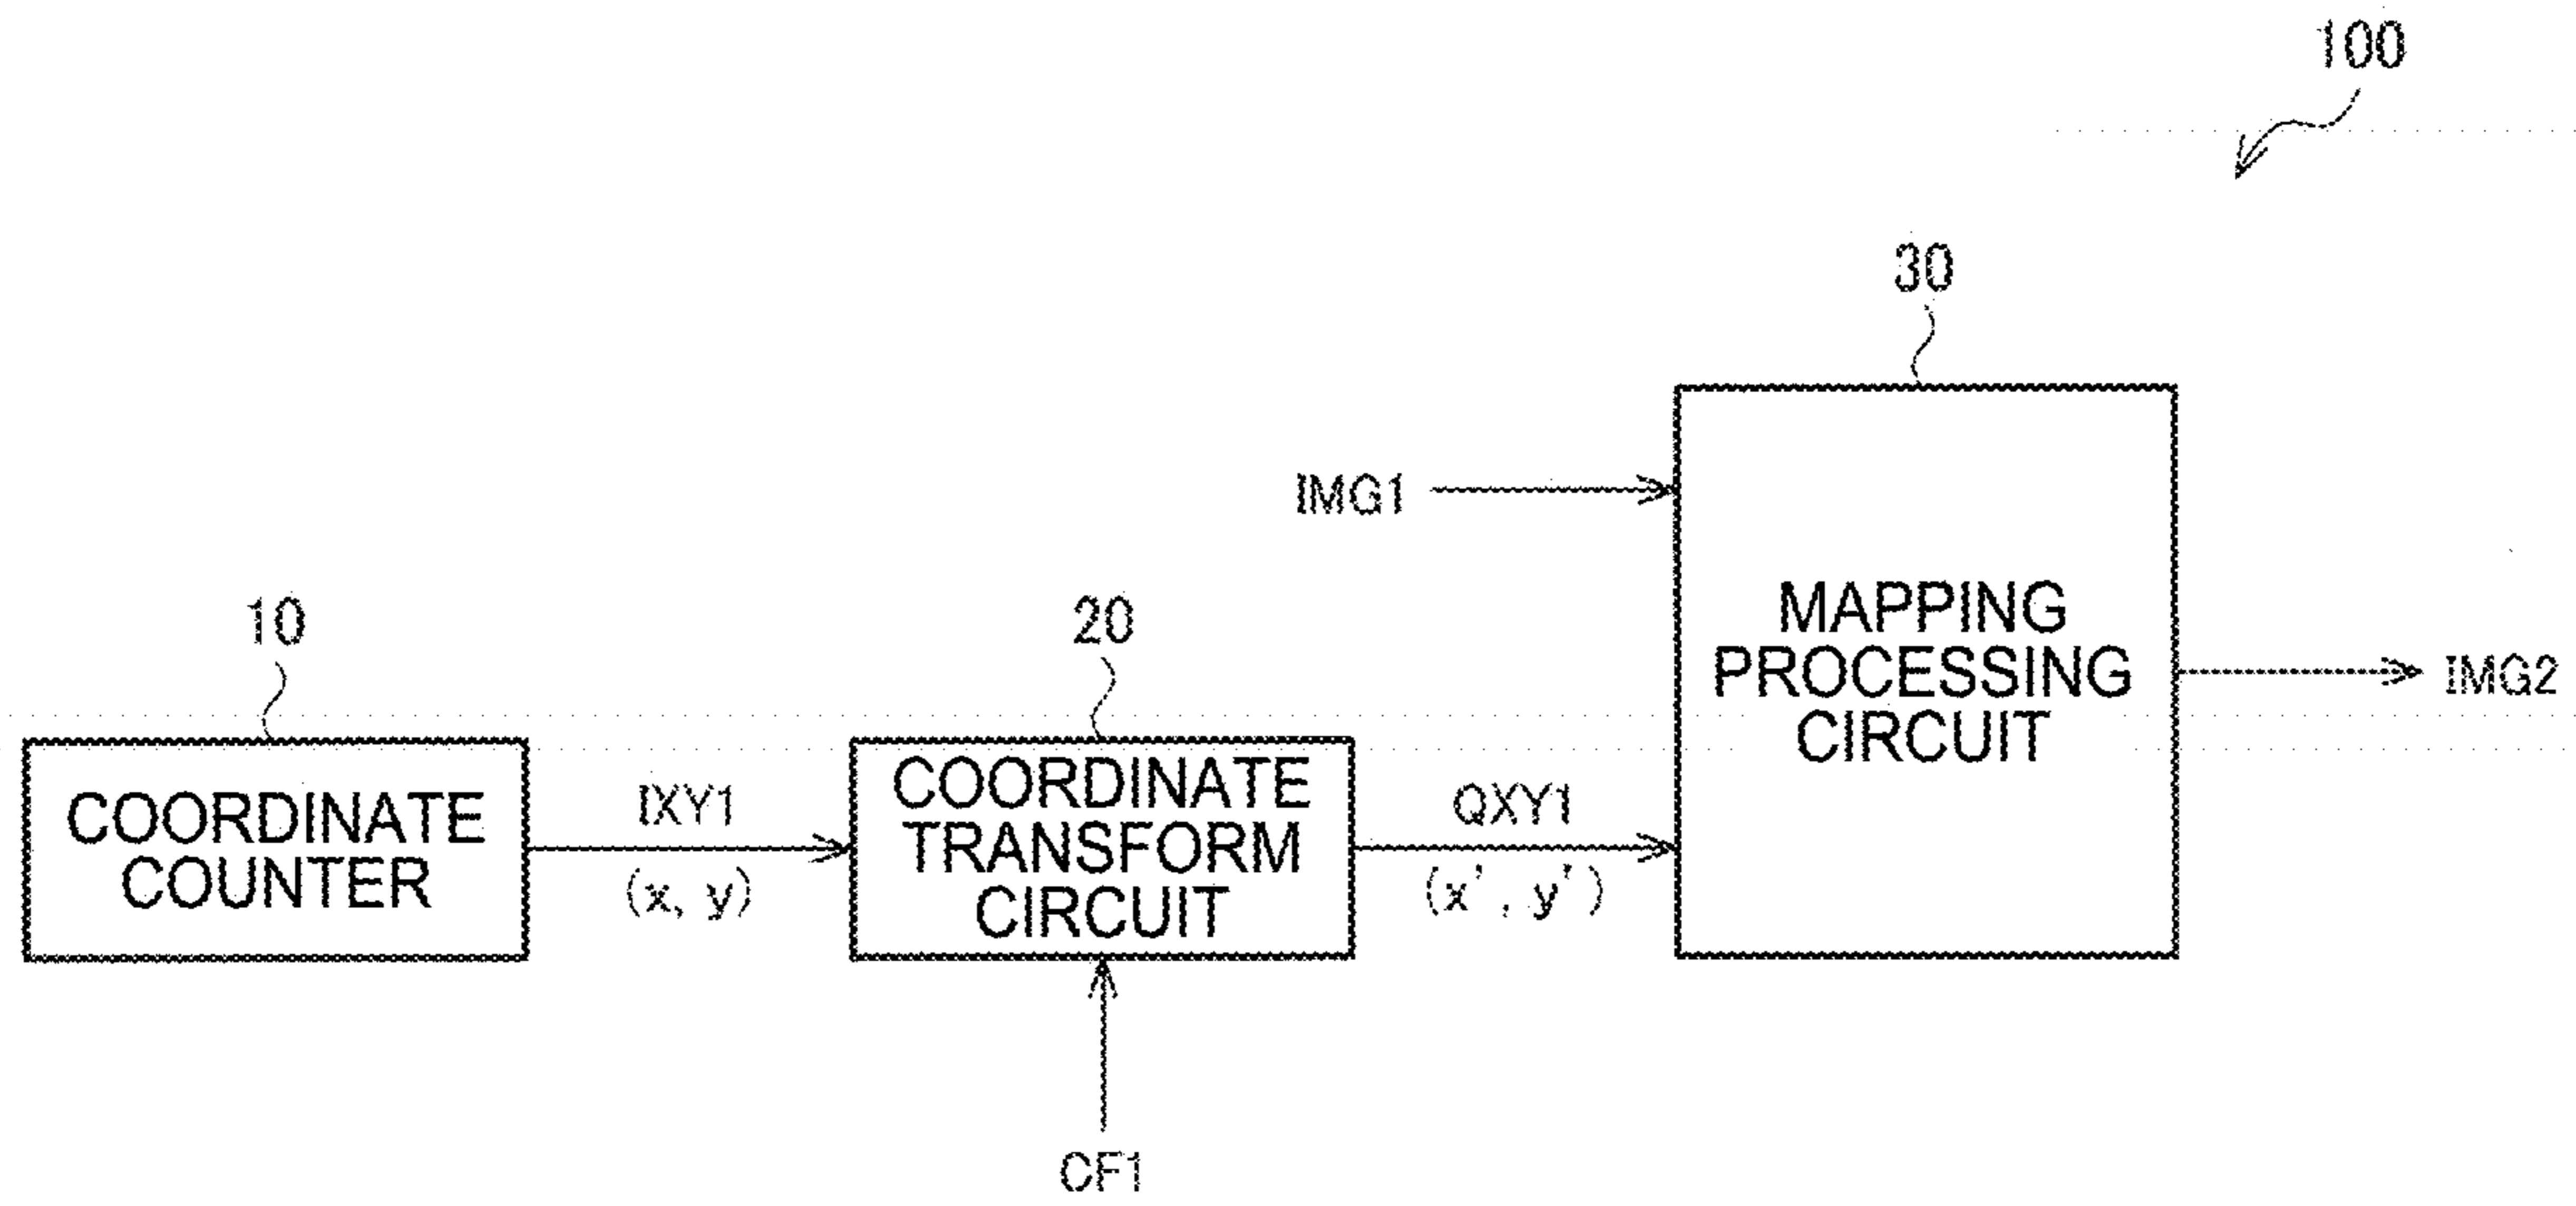 100
30
IMG1
MAPPING
PROCESSING
CIRCUIT
IMG2
10
COORDINATE
COUNTER
IXY1
(x, y)
20
COORDINATE
TRANSFORM
CIRCUIT
QXY1
(x', y')
CF1